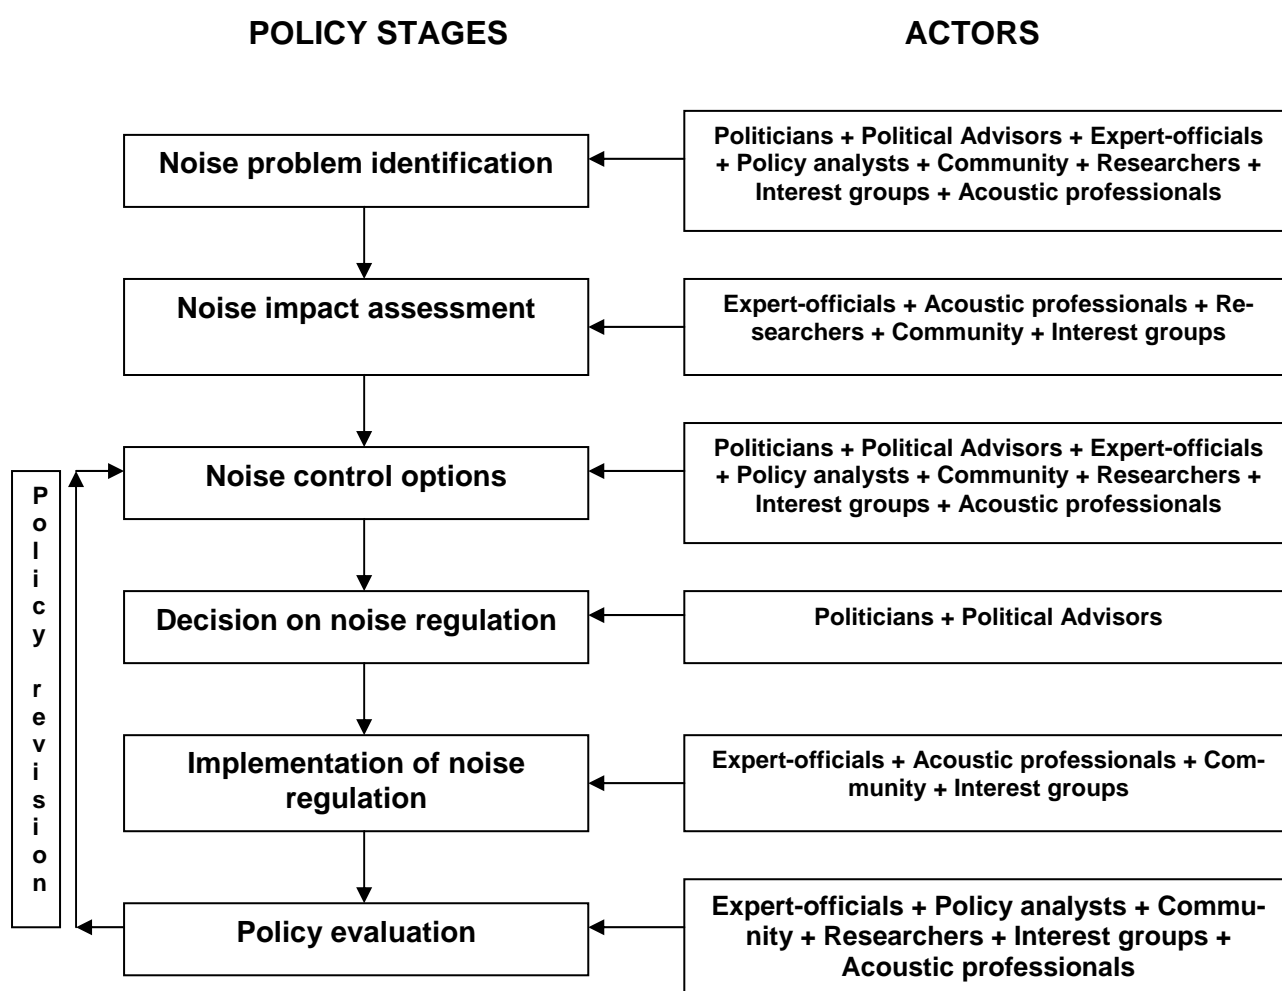 POLICY STAGES
ACTORS
Noise problem identification
Politicians + Political Advisors + Expert-officials
+ Policy analysts + Community + Researchers +
Interest groups + Acoustic professionals
Noise impact assessment
Expert-officials + Acoustic professionals + Re-
searchers + Community + Interest groups
Noise control options
Politicians + Political Advisors + Expert-officials
+ Policy analysts + Community + Researchers +
Interest groups + Acoustic professionals
Policy revision
Decision on noise regulation
Politicians + Political Advisors
Implementation of noise
regulation
Expert-officials + Acoustic professionals + Com-
munity + Interest groups
Policy evaluation
Expert-officials + Policy analysts + Commu-
nity + Researchers + Interest groups +
Acoustic professionals